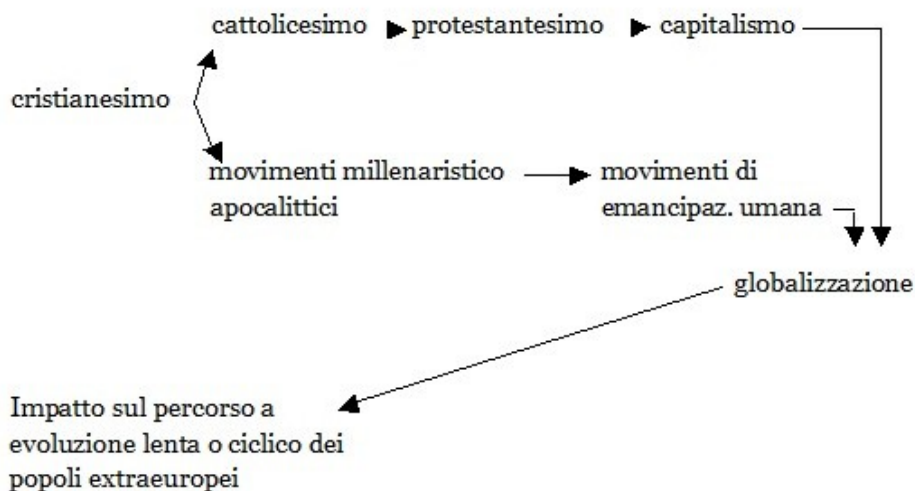 cattolicesimo protestantesimo capitalismo
cristianesimo
movimenti millenaristico movimenti di
apocalittici emancipaz. umana
globalizzazione
Impatto sul percorso a
evoluzione lenta o ciclico dei
popoli extraeuropei